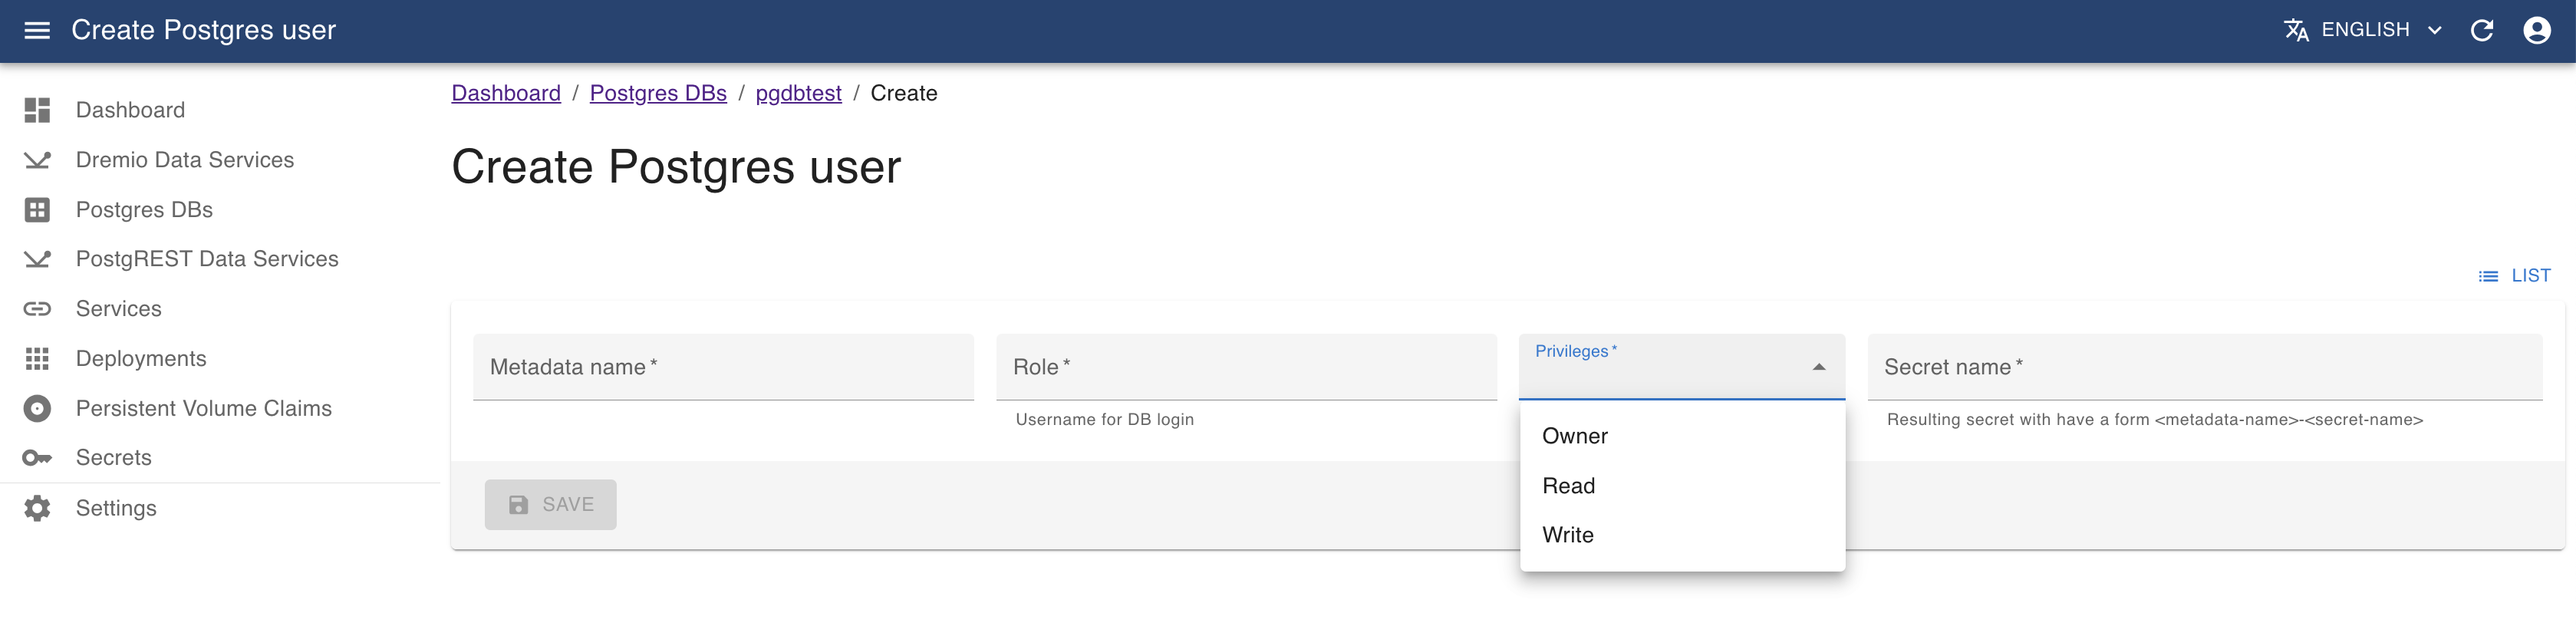 Create Postgres user
ENGLISH
Dashboard
Dremio Data Services
Postgres DBs
PostgREST Data Services
Services
Deployments
Persistent Volume Claims
Secrets
Settings
Dashboard / Postgres DBs / pgdbtest / Create
Create Postgres user
LIST
Metadata name *
Role *
Username for DB login
Privileges *
Owner
Read
Write
Secret name *
Resulting secret with have a form <metadata-name>-<secret-name>
SAVE